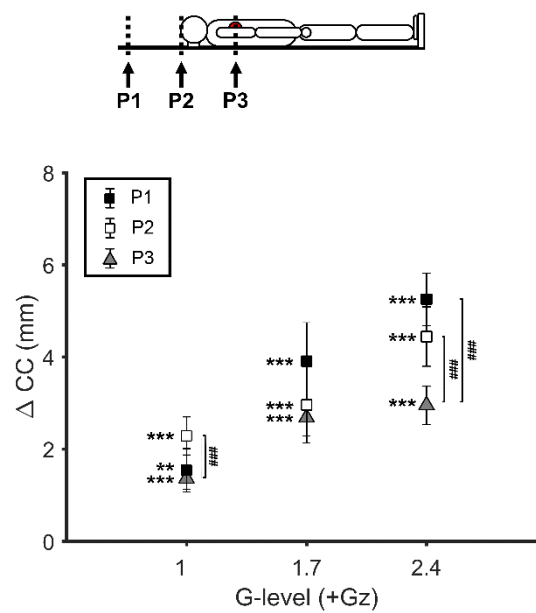 P1 P2 P3
8
P1
P2
P3
6
***
***
###
###
4
***
***
***
***
***
###
2
**
***
0
1 1.7 2.4
Δ CC (mm)
G-level (+Gz)